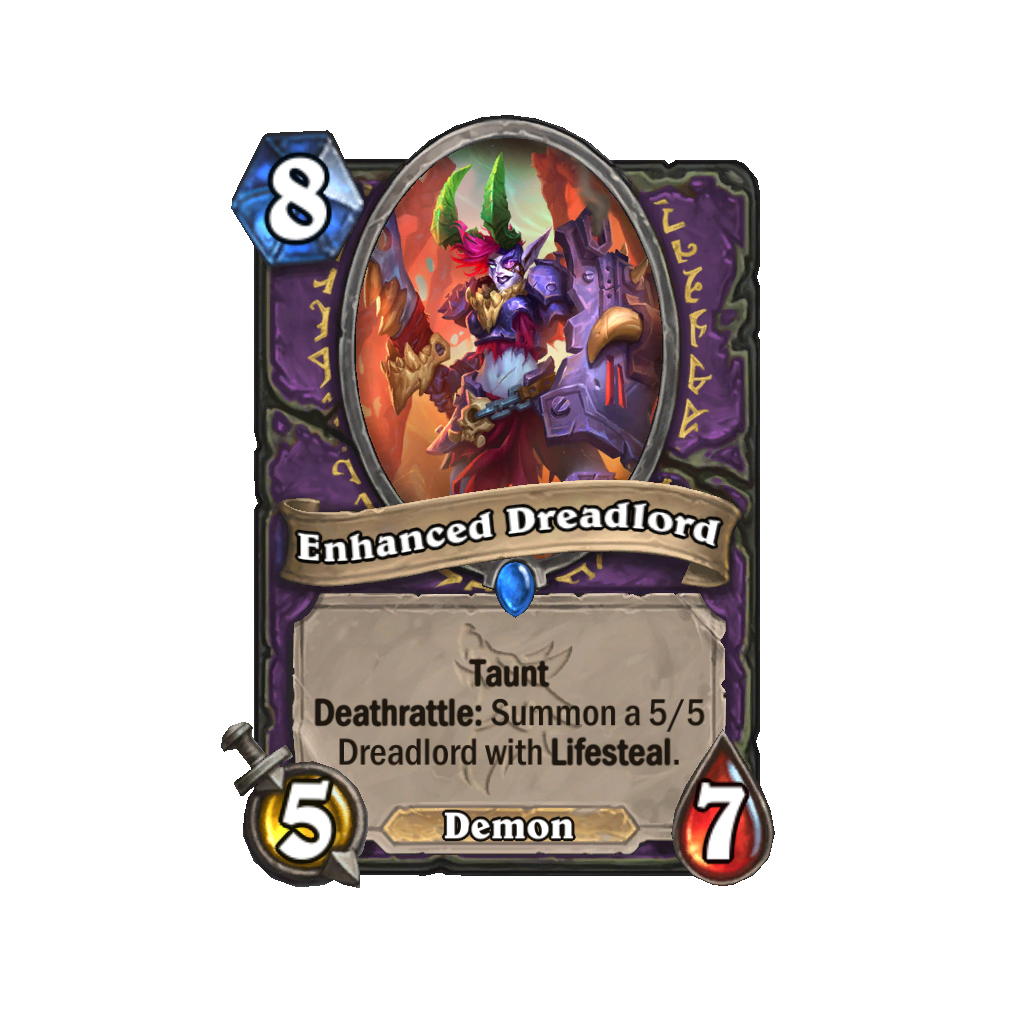 8
Enhanced Dreadlord
Taunt
Deathrattle: Summon a 5/5
Dreadlord with Lifesteal.
5
Demon
7